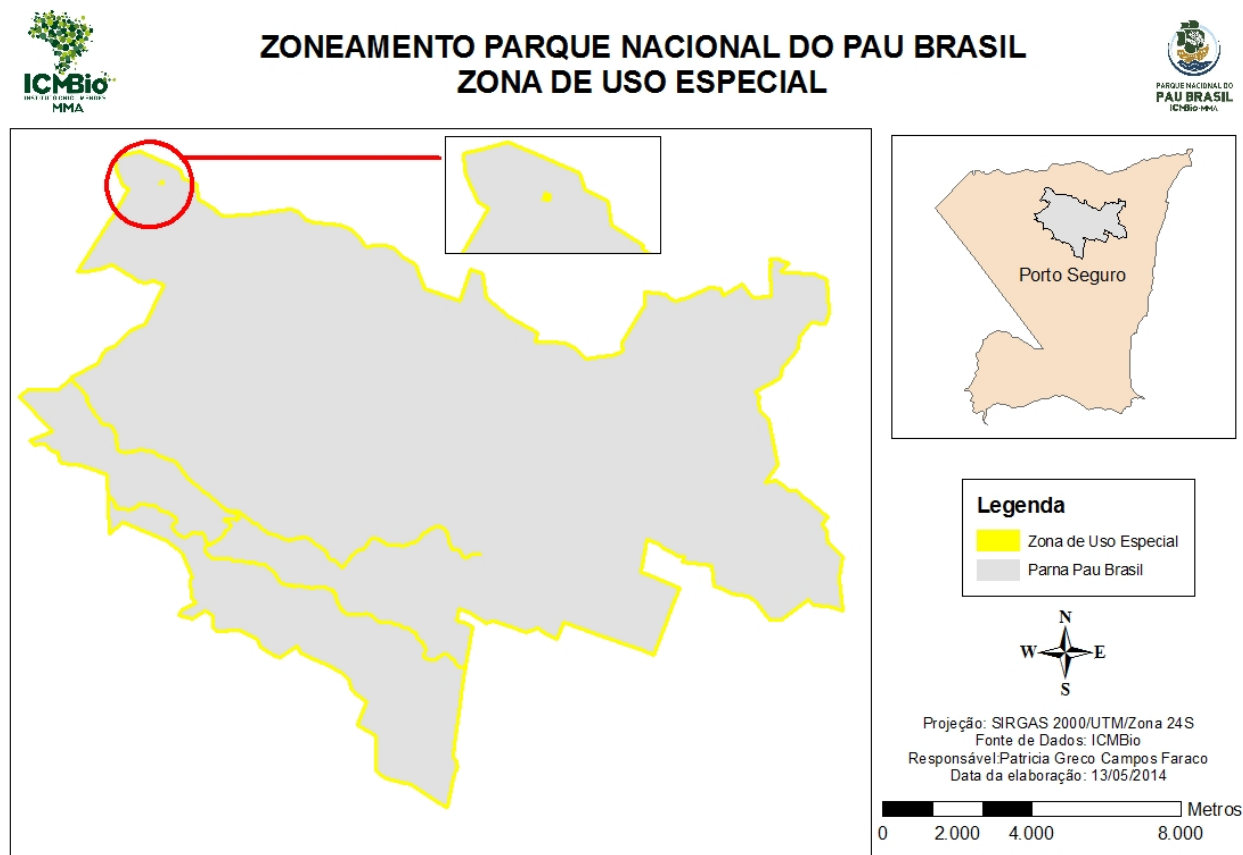 ZONEAMENTO PARQUE NACIONAL DO PAU BRASIL
ZONA DE USO ESPECIAL
ICMBio
MMA
PARQUE NACIONAL DO
PAU BRASIL
ICMBio-MMA
Porto Seguro
Legenda
Zona de Uso Especial
Parna Pau Brasil
N
W E
S
Projeção: SIRGAS 2000/UTM/Zona 24S
Fonte de Dados: ICMBio
Responsável:Patricia Greco Campos Faraco
Data da elaboração: 13/05/2014
Metros
0 2.000 4.000 8.000